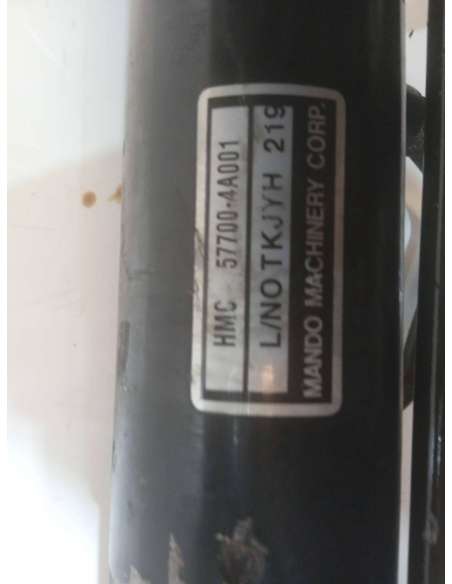 HMC 57700-4A001
L/NO TKJYH 219
MANDO MACHINERY CORP.